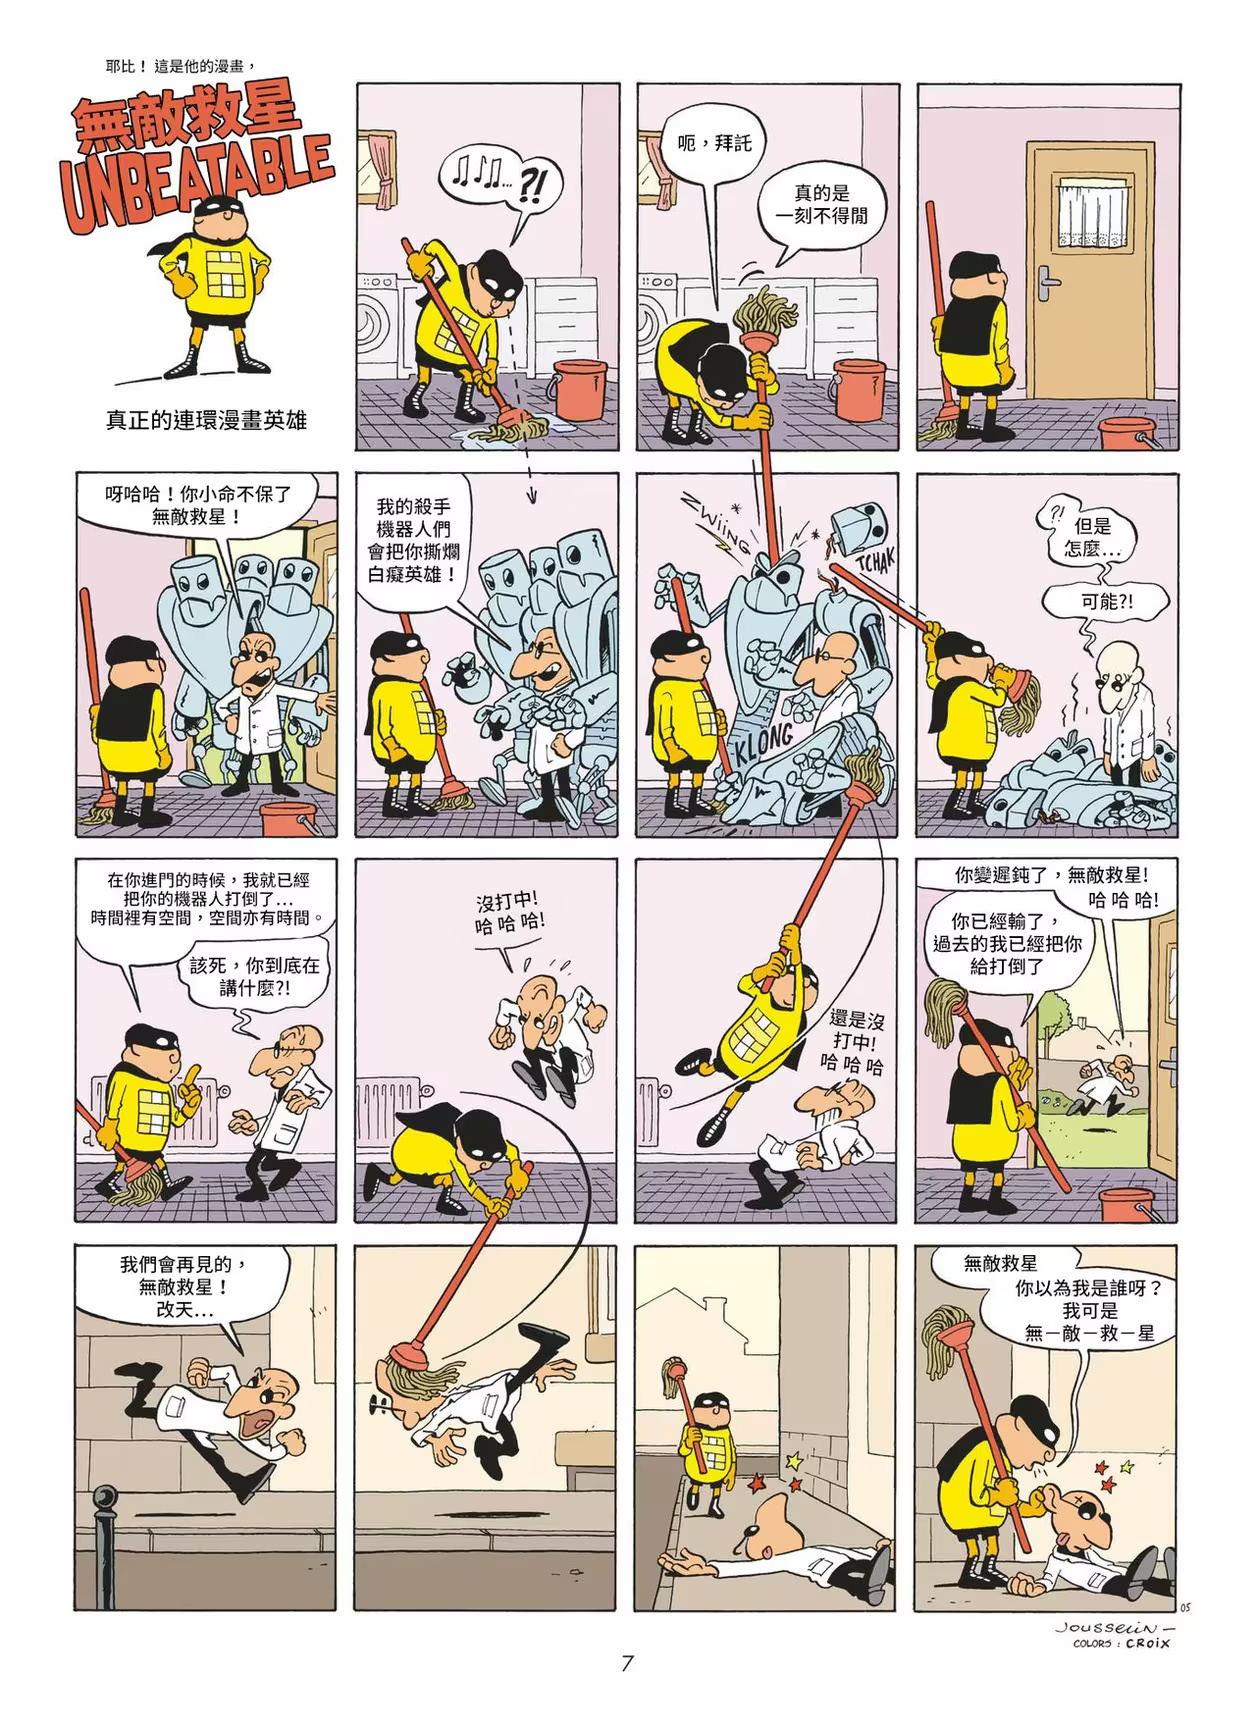 耶比！這是他的漫畫，
無敵救星
UNBEATABLE
真正的連環漫畫英雄
...?!
呃，拜託
真的是
一刻不得閒
呀哈哈！你小命不保了
無敵救星！
我的殺手
機器人們
會把你撕爛
白癡英雄！
ZWiiNG
TCHAK
KLONG
?!
但是
怎麼...
可能?!
在你進門的時候，我就已經
把你的機器人打倒了...
時間裡有空間，空間亦有時間。
該死，你到底在
講什麼?!
沒打中!
哈 哈 哈!
還是沒
打中!
哈 哈 哈
你變遲鈍了，無敵救星!
哈 哈 哈!
你已經輸了，
過去的我已經把你
給打倒了
我們會再見的，
無敵救星！
改天...
無敵救星
你以為我是誰呀？
我可是
無－敵－救－星
05
JOUSSELIN
COLORS : CROIX
7